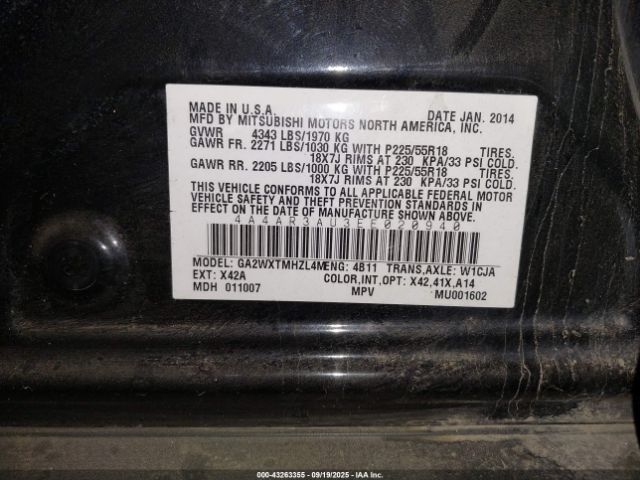 MADE IN U.S.A. DATE JAN. 2014
MFD BY MITSUBISHI MOTORS NORTH AMERICA, INC.
GVWR 4343 LBS/1970 KG
GAWR FR. 2271 LBS/1030 KG WITH P225/55R18 TIRES.
18X7J RIMS AT 230 KPA/33 PSI COLD.
GAWR RR. 2205 LBS/1000 KG WITH P225/55R18 TIRES.
18X7J RIMS AT 230 KPA/33 PSI COLD.
THIS VEHICLE CONFORMS TO ALL APPLICABLE FEDERAL MOTOR
VEHICLE SAFETY AND THEFT PREVENTION STANDARDS IN
EFFECT ON THE DATE OF MANUFACTURE SHOWN ABOVE.
4A4AR3AU3EE020940
MODEL: GA2WXTMHZL4M ENG: 4B11 TRANS,AXLE: W1CJA
EXT: X42A COLOR,INT,OPT: X42,41X,A14
MDH 011007 MPV MU001602
© IAA - 43263355 - 09/19/2025 - IAA Inc.